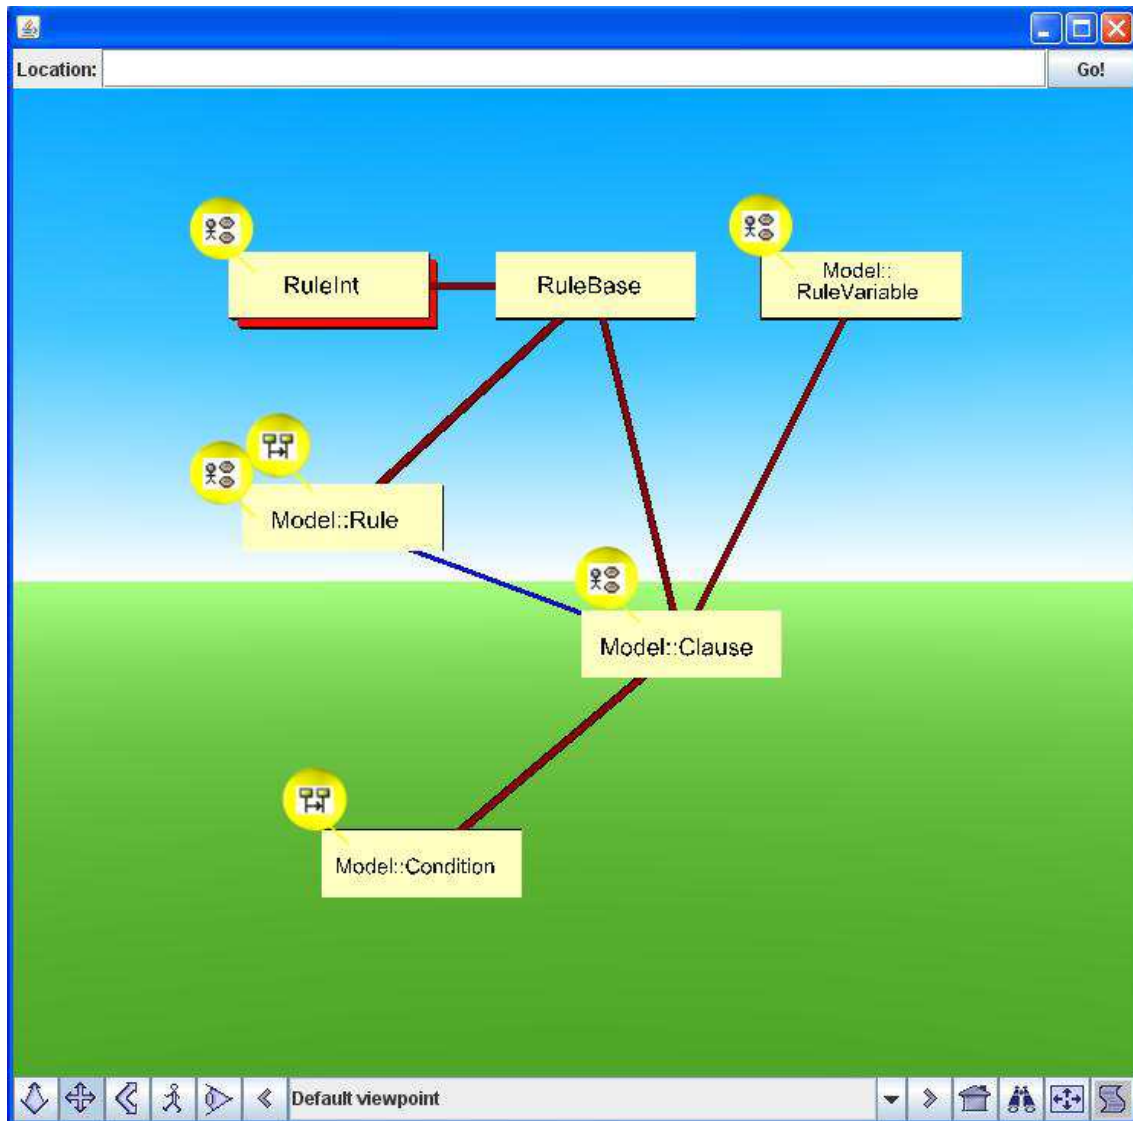 Location:
Go!
RuleInt
RuleBase
Model::
RuleVariable
Model::Rule
Model::Clause
Model::Condition
Default viewpoint